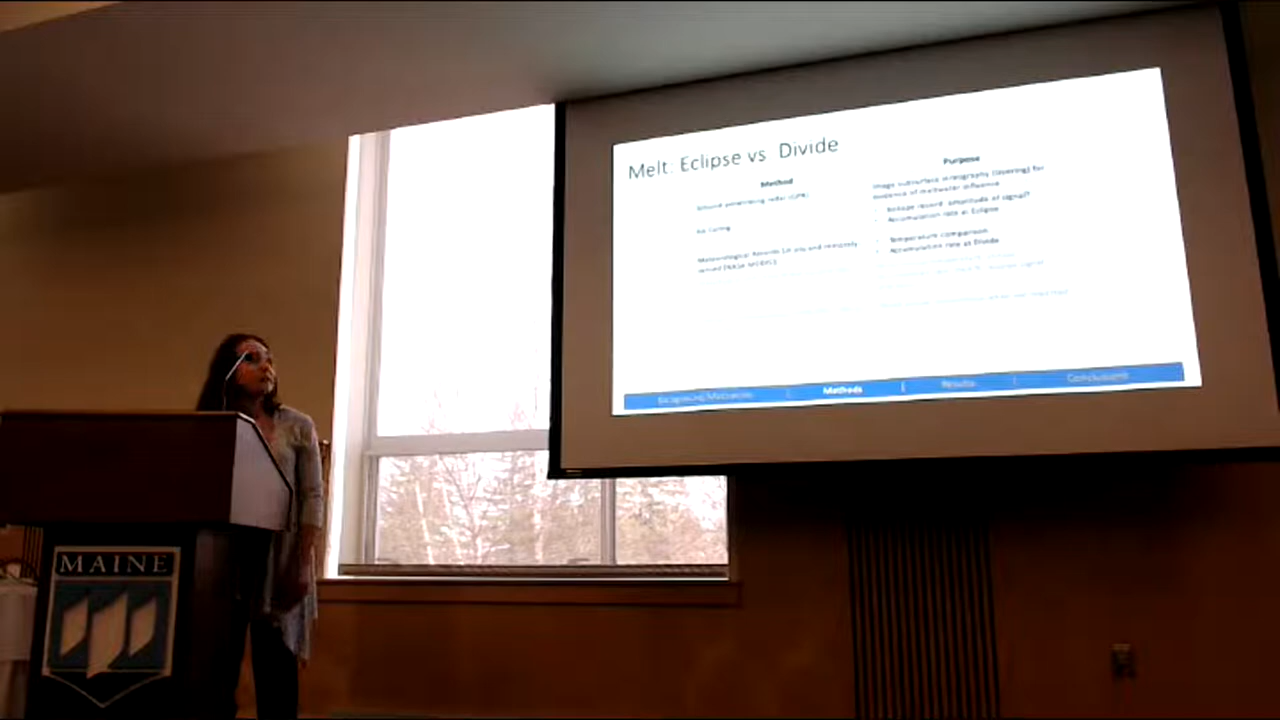 Melt: Eclipse vs Divide
Method
Purpose
Ground penetrating radar (GPR)
Image subsurface stratigraphy (layering) for
evidence of meltwater influence
Isotope record: amplitude of signal?
Accumulation rate at Eclipse
Ice Coring
Temperature comparison
Accumulation rate at Divide
Meteorological Records (in situ and remotely
sensed [NASA MODIS])
Methods
Results
Conclusions
MAINE